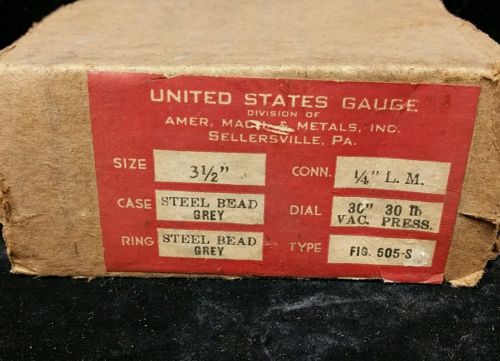 UNITED STATES GAUGE
DIVISION OF
AMER. MACH. & METALS, INC.
SELLERSVILLE, PA.
SIZE 3½" CONN. ¼" L. M.
CASE STEEL BEAD GREY DIAL 30" 30 lb VAC. PRESS.
RING STEEL BEAD GREY TYPE FIG. 505-S